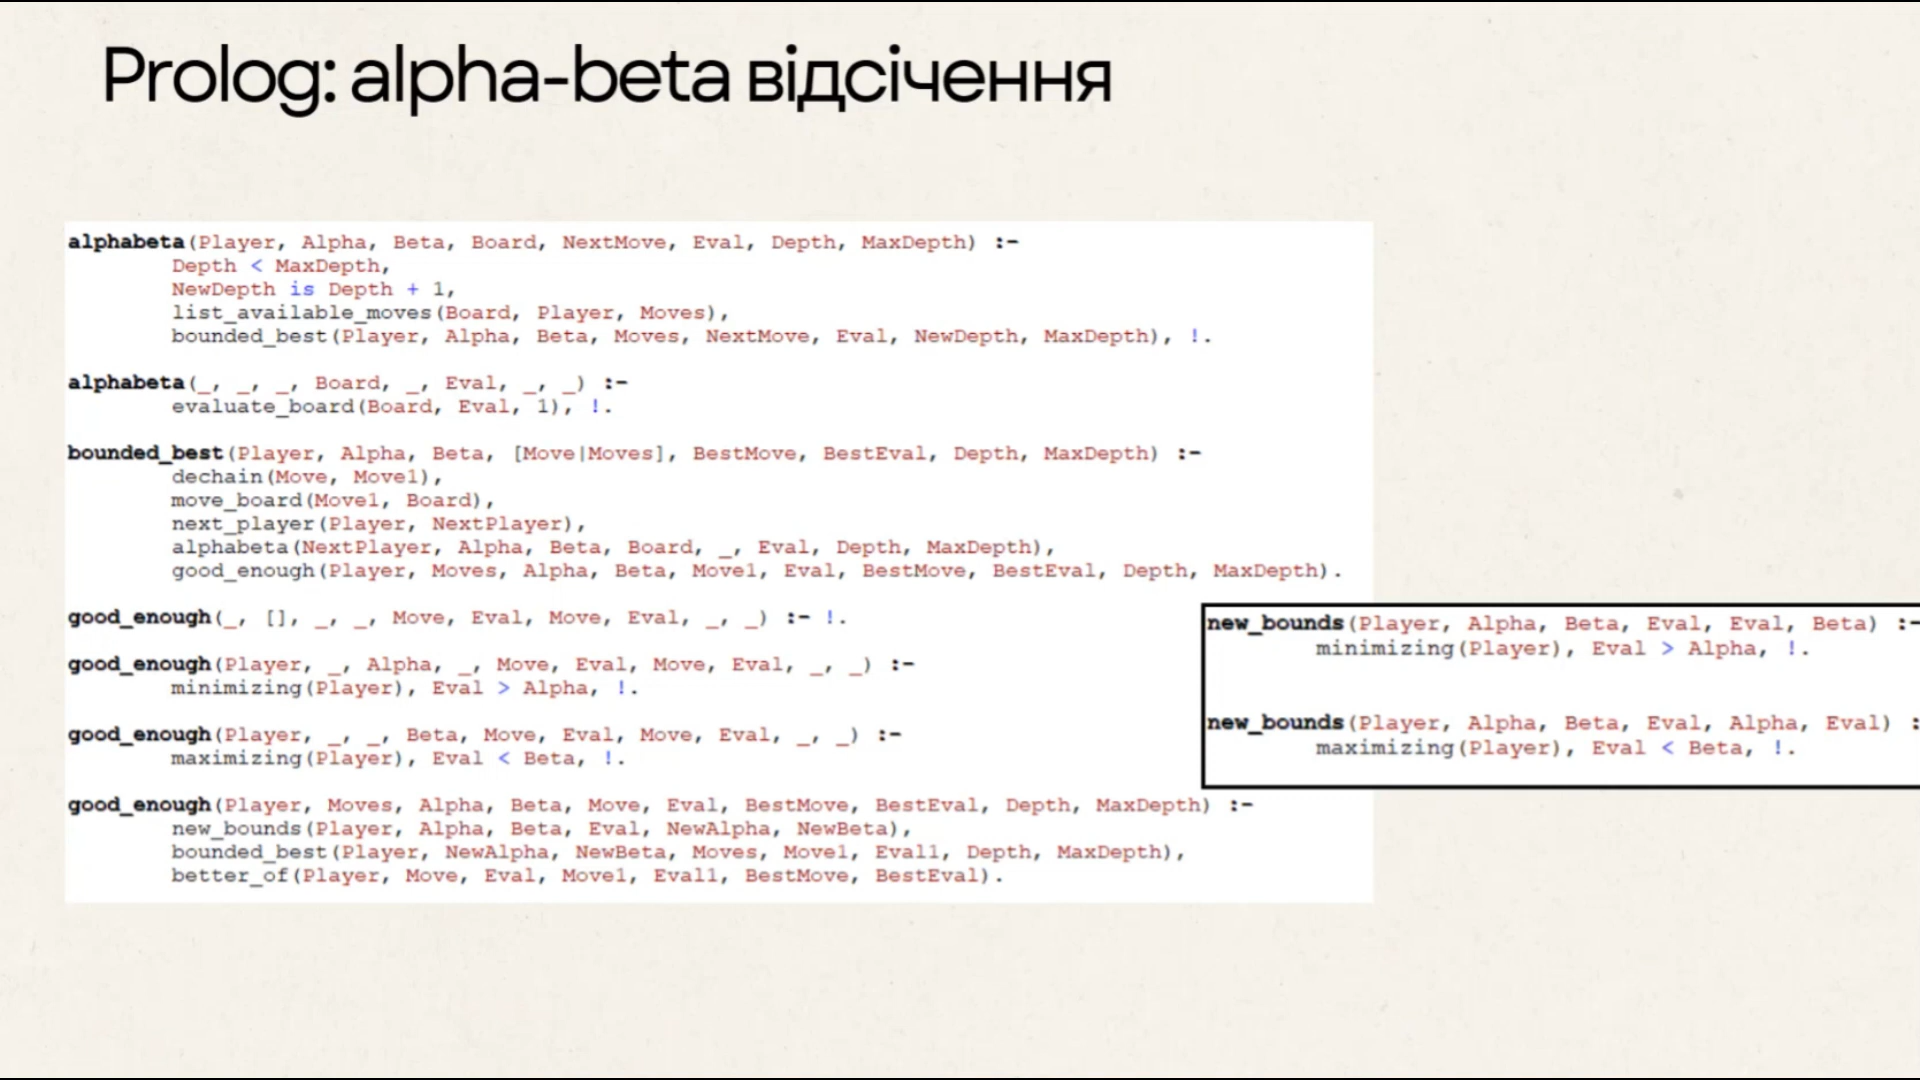 Prolog: alpha-beta відсічення
alphabeta(Player, Alpha, Beta, Board, NextMove, Eval, Depth, MaxDepth) :-
Depth < MaxDepth,
NewDepth is Depth + 1,
list_available_moves(Board, Player, Moves),
bounded_best(Player, Alpha, Beta, Moves, NextMove, Eval, NewDepth, MaxDepth), !.
alphabeta(_, _, _, Board, _, Eval, _, _) :-
evaluate_board(Board, Eval, 1), !.
bounded_best(Player, Alpha, Beta, [Move|Moves], BestMove, BestEval, Depth, MaxDepth) :-
dechain(Move, Move1),
move_board(Move1, Board),
next_player(Player, NextPlayer),
alphabeta(NextPlayer, Alpha, Beta, Board, _, Eval, Depth, MaxDepth),
good_enough(Player, Moves, Alpha, Beta, Move1, Eval, BestMove, BestEval, Depth, MaxDepth).
good_enough(_, [], _, _, Move, Eval, Move, Eval, _, _) :- !.
good_enough(Player, _, Alpha, _, Move, Eval, Move, Eval, _, _) :-
minimizing(Player), Eval > Alpha, !.
good_enough(Player, _, _, Beta, Move, Eval, Move, Eval, _, _) :-
maximizing(Player), Eval < Beta, !.
good_enough(Player, Moves, Alpha, Beta, Move, Eval, BestMove, BestEval, Depth, MaxDepth) :-
new_bounds(Player, Alpha, Beta, Eval, NewAlpha, NewBeta),
bounded_best(Player, NewAlpha, NewBeta, Moves, Move1, Eval1, Depth, MaxDepth),
better_of(Player, Move, Eval, Move1, Eval1, BestMove, BestEval).
new_bounds(Player, Alpha, Beta, Eval, Eval, Beta) :-
minimizing(Player), Eval > Alpha, !.
new_bounds(Player, Alpha, Beta, Eval, Alpha, Eval) :
maximizing(Player), Eval < Beta, !.